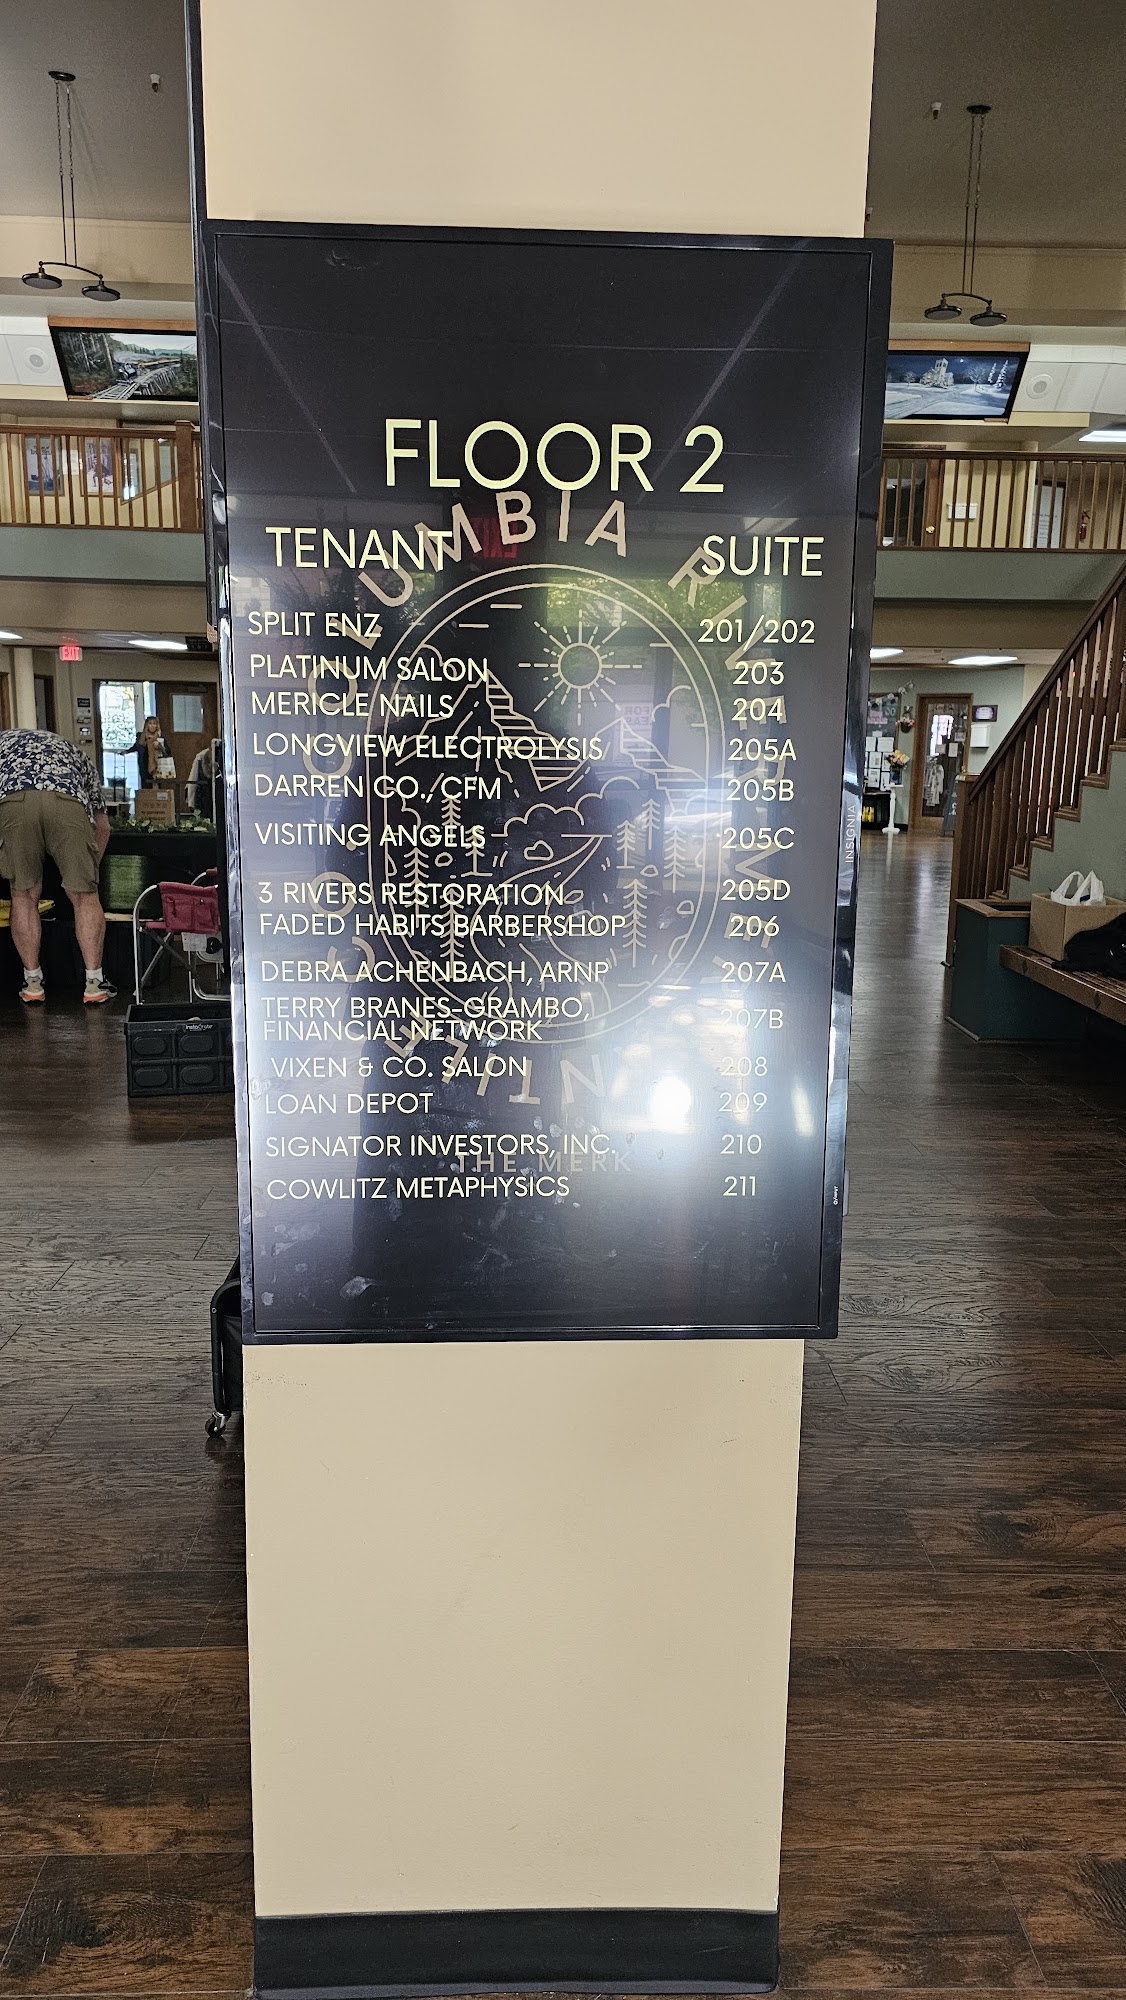 FLOOR 2
TENANT SUITE
SPLIT ENZ 201/202
PLATINUM SALON 203
MERICLE NAILS 204
LONGVIEW ELECTROLYSIS 205A
DARREN CO./CFM 205B
VISITING ANGELS 205C
3 RIVERS RESTORATION 205D
FADED HABITS BARBERSHOP 206
DEBRA ACHENBACH, ARNP 207A
TERRY BRANES-GRAMBO,
FINANCIAL NETWORK 207B
VIXEN & CO. SALON 208
LOAN DEPOT 209
SIGNATOR INVESTORS, INC. 210
THE MERK
COWLITZ METAPHYSICS 211
INSIGNIA
EXIT